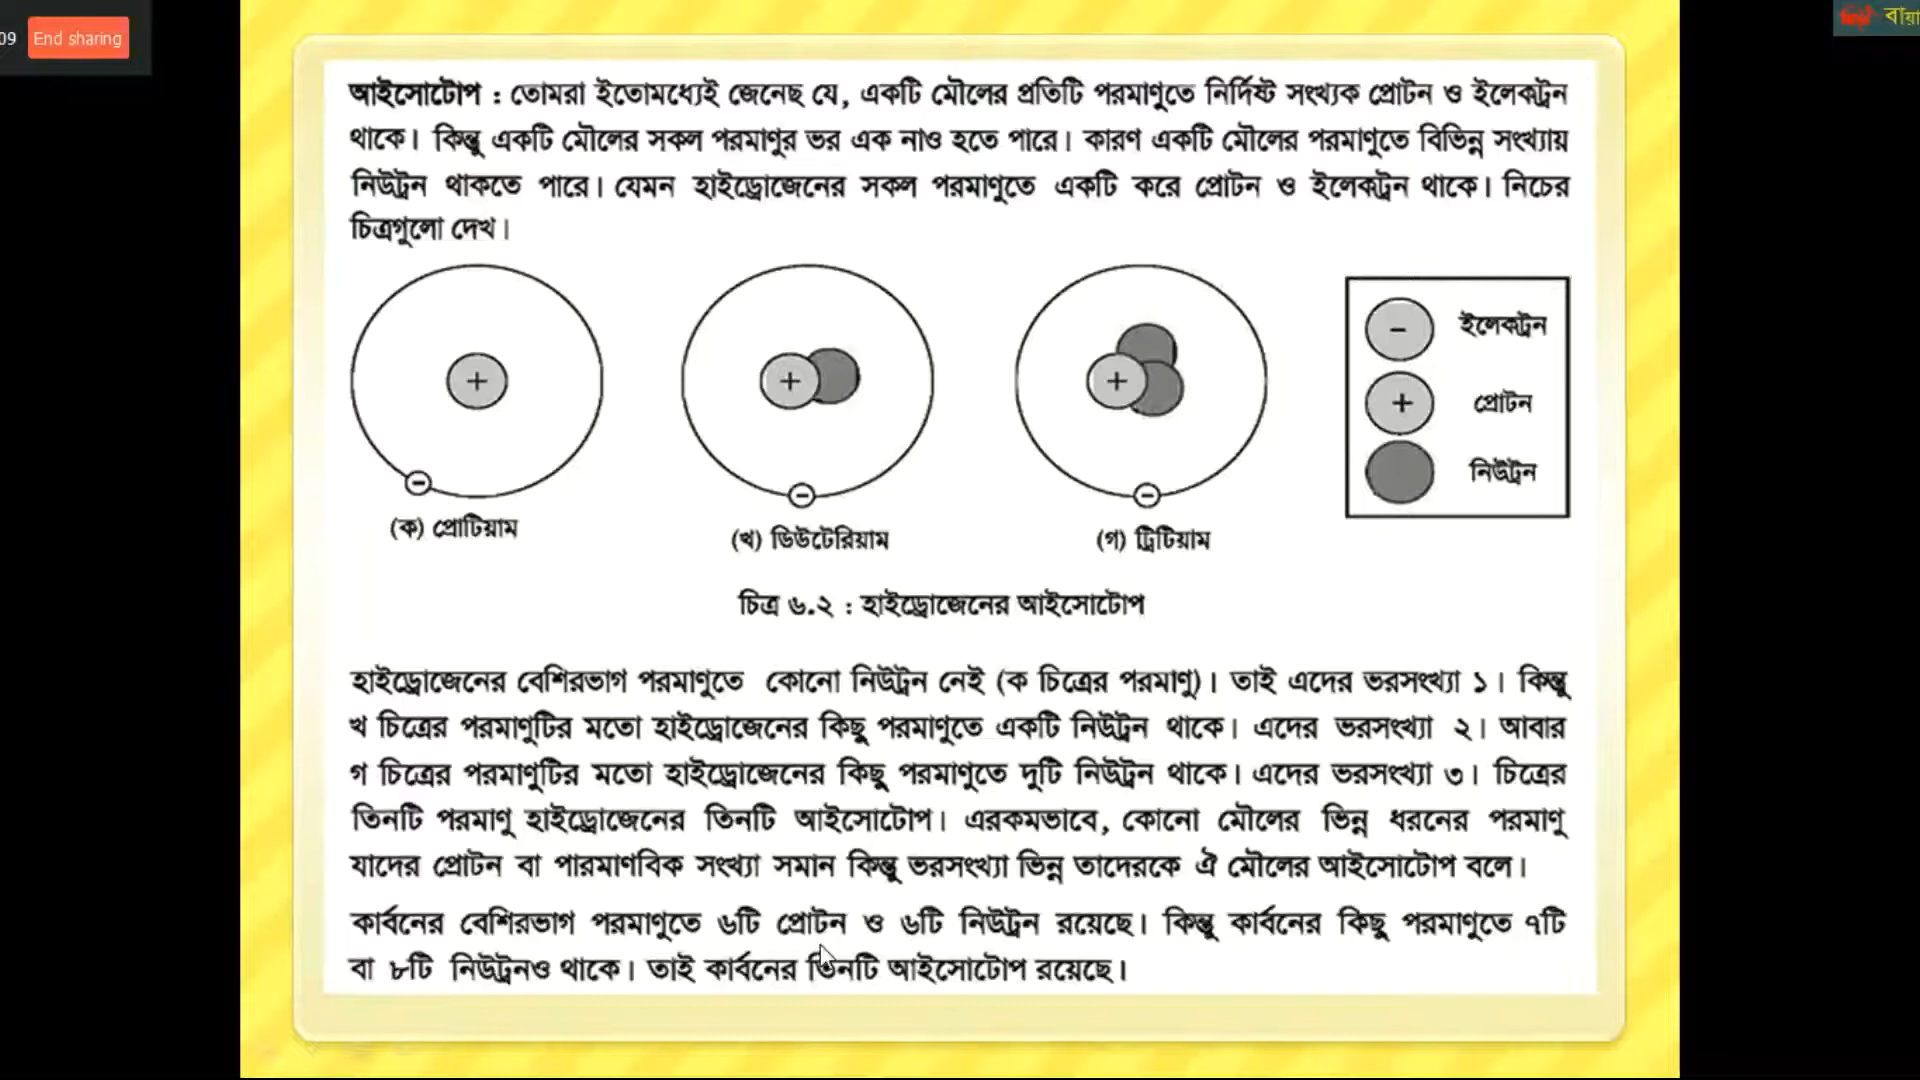 09 End sharing
আইসোটোপ : তোমরা ইতোমধ্যেই জেনেছ যে, একটি মৌলের প্রতিটি পরমাণুতে নির্দিষ্ট সংখ্যক প্রোটন ও ইলেকট্রন
থাকে। কিন্তু একটি মৌলের সকল পরমাণুর ভর এক নাও হতে পারে। কারণ একটি মৌলের পরমাণুতে বিভিন্ন সংখ্যায়
নিউট্রন থাকতে পারে। যেমন হাইড্রোজেনের সকল পরমাণুতে একটি করে প্রোটন ও ইলেকট্রন থাকে। নিচের
চিত্রগুলো দেখ।
− ইলেকট্রন
+ প্রোটন
নিউট্রন
+
+
+
−
−
−
(ক) প্রোটিয়াম
(খ) ডিউটেরিয়াম
(গ) ট্রিটিয়াম
চিত্র ৬.২ : হাইড্রোজেনের আইসোটোপ
হাইড্রোজেনের বেশিরভাগ পরমাণুতে কোনো নিউট্রন নেই (ক চিত্রের পরমাণু)। তাই এদের ভরসংখ্যা ১। কিন্তু
খ চিত্রের পরমাণুটির মতো হাইড্রোজেনের কিছু পরমাণুতে একটি নিউট্রন থাকে। এদের ভরসংখ্যা ২। আবার
গ চিত্রের পরমাণুটির মতো হাইড্রোজেনের কিছু পরমাণুতে দুটি নিউট্রন থাকে। এদের ভরসংখ্যা ৩। চিত্রের
তিনটি পরমাণু হাইড্রোজেনের তিনটি আইসোটোপ। এরকমভাবে, কোনো মৌলের ভিন্ন ধরনের পরমাণু
যাদের প্রোটন বা পারমাণবিক সংখ্যা সমান কিন্তু ভরসংখ্যা ভিন্ন তাদেরকে ঐ মৌলের আইসোটোপ বলে।
কার্বনের বেশিরভাগ পরমাণুতে ৬টি প্রোটন ও ৬টি নিউট্রন রয়েছে। কিন্তু কার্বনের কিছু পরমাণুতে ৭টি
বা ৮টি নিউট্রনও থাকে। তাই কার্বনের তিনটি আইসোটোপ রয়েছে।